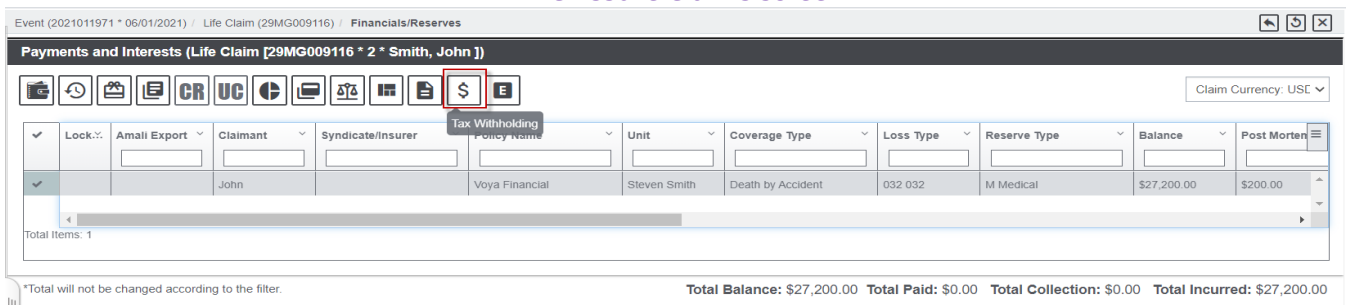 Event (2021011971 * 06/01/2021) / Life Claim (29MG009116) / Financials/Reserves
Payments and Interests (Life Claim [29MG009116 * 2 * Smith, John ])
CR UC $ E Claim Currency: USD
Tax Withholding
Lock... Amali Export Claimant Syndicate/Insurer Policy Name Unit Coverage Type Loss Type Reserve Type Balance Post Mortem
John Voya Financial Steven Smith Death by Accident 032 032 M Medical $27,200.00 $200.00
Total Items: 1
*Total will not be changed according to the filter. Total Balance: $27,200.00 Total Paid: $0.00 Total Collection: $0.00 Total Incurred: $27,200.00